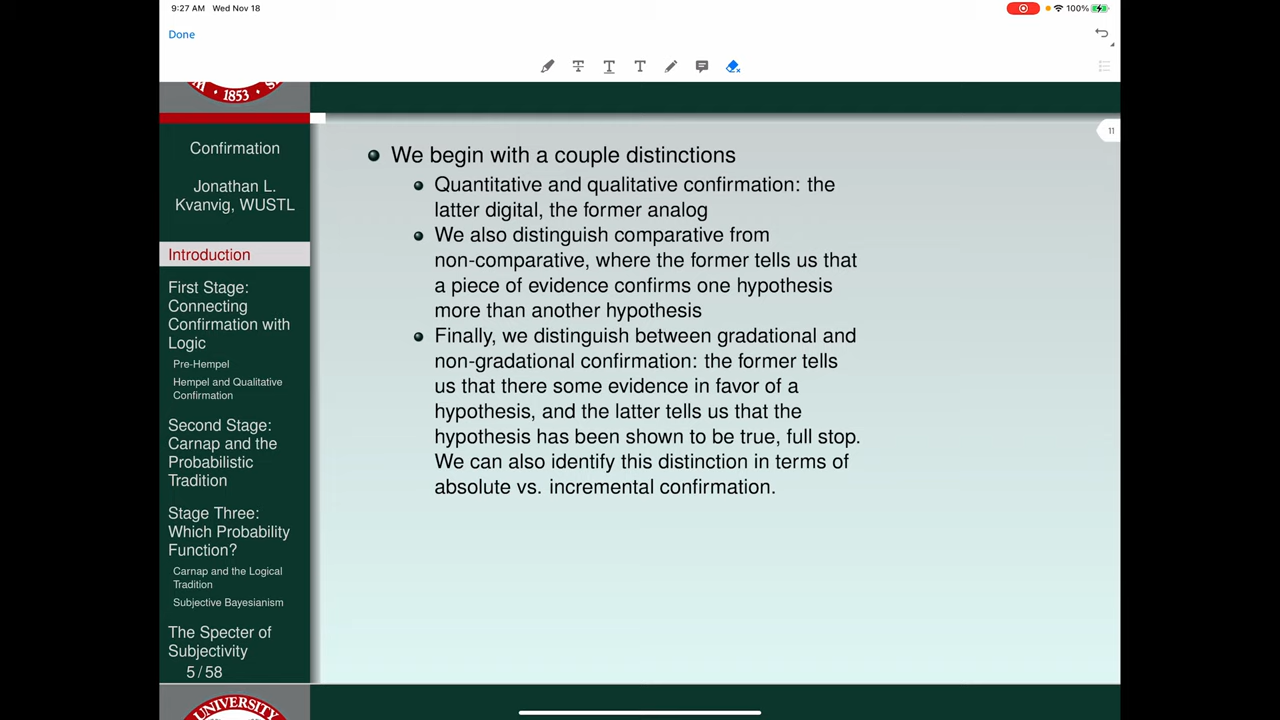 9:27 AM Wed Nov 18
100%
Done
1853
11
Confirmation
Jonathan L.
Kvanvig, WUSTL
Introduction
First Stage:
Connecting
Confirmation with
Logic
Pre-Hempel
Hempel and Qualitative
Confirmation
Second Stage:
Carnap and the
Probabilistic
Tradition
Stage Three:
Which Probability
Function?
Carnap and the Logical
Tradition
Subjective Bayesianism
The Specter of
Subjectivity
5 / 58
We begin with a couple distinctions
Quantitative and qualitative confirmation: the
latter digital, the former analog
We also distinguish comparative from
non-comparative, where the former tells us that
a piece of evidence confirms one hypothesis
more than another hypothesis
Finally, we distinguish between gradational and
non-gradational confirmation: the former tells
us that there some evidence in favor of a
hypothesis, and the latter tells us that the
hypothesis has been shown to be true, full stop.
We can also identify this distinction in terms of
absolute vs. incremental confirmation.
UNIVERSITY